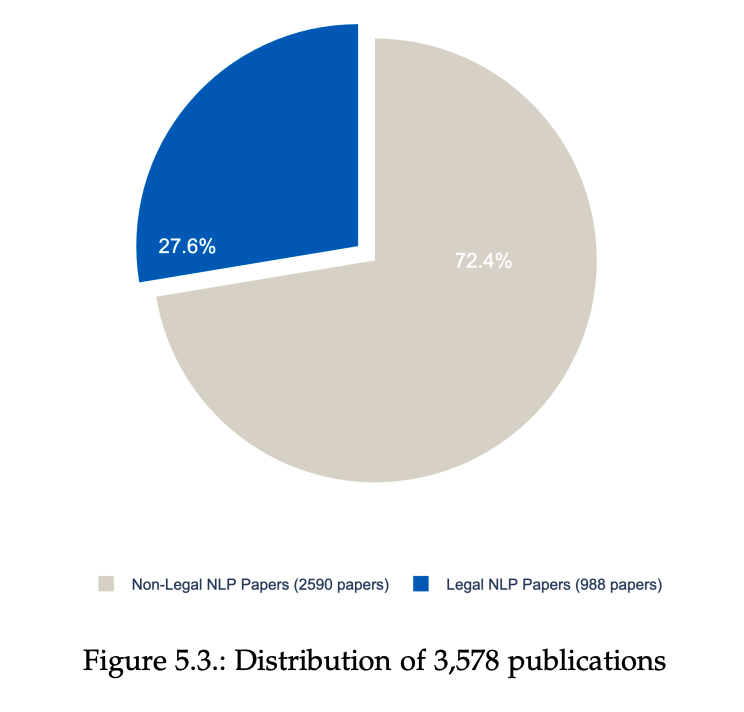 27.6%
72.4%
Non-Legal NLP Papers (2590 papers) Legal NLP Papers (988 papers)
Figure 5.3.: Distribution of 3,578 publications